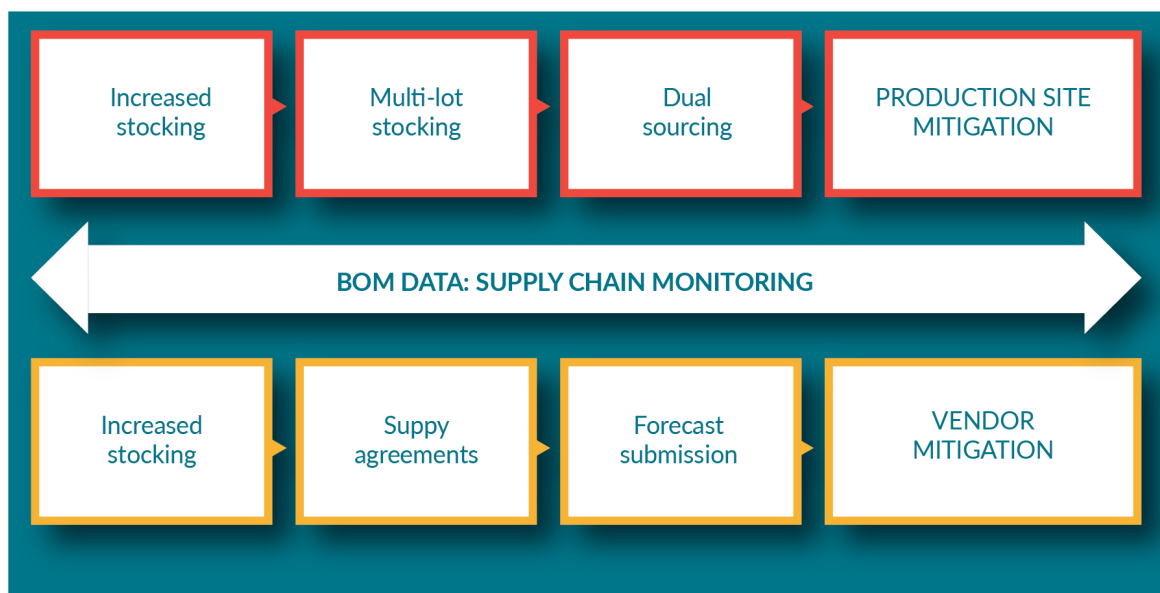 Increased
stocking
Multi-lot
stocking
Dual
sourcing
PRODUCTION SITE
MITIGATION
BOM DATA: SUPPLY CHAIN MONITORING
Increased
stocking
Suppy
agreements
Forecast
submission
VENDOR
MITIGATION